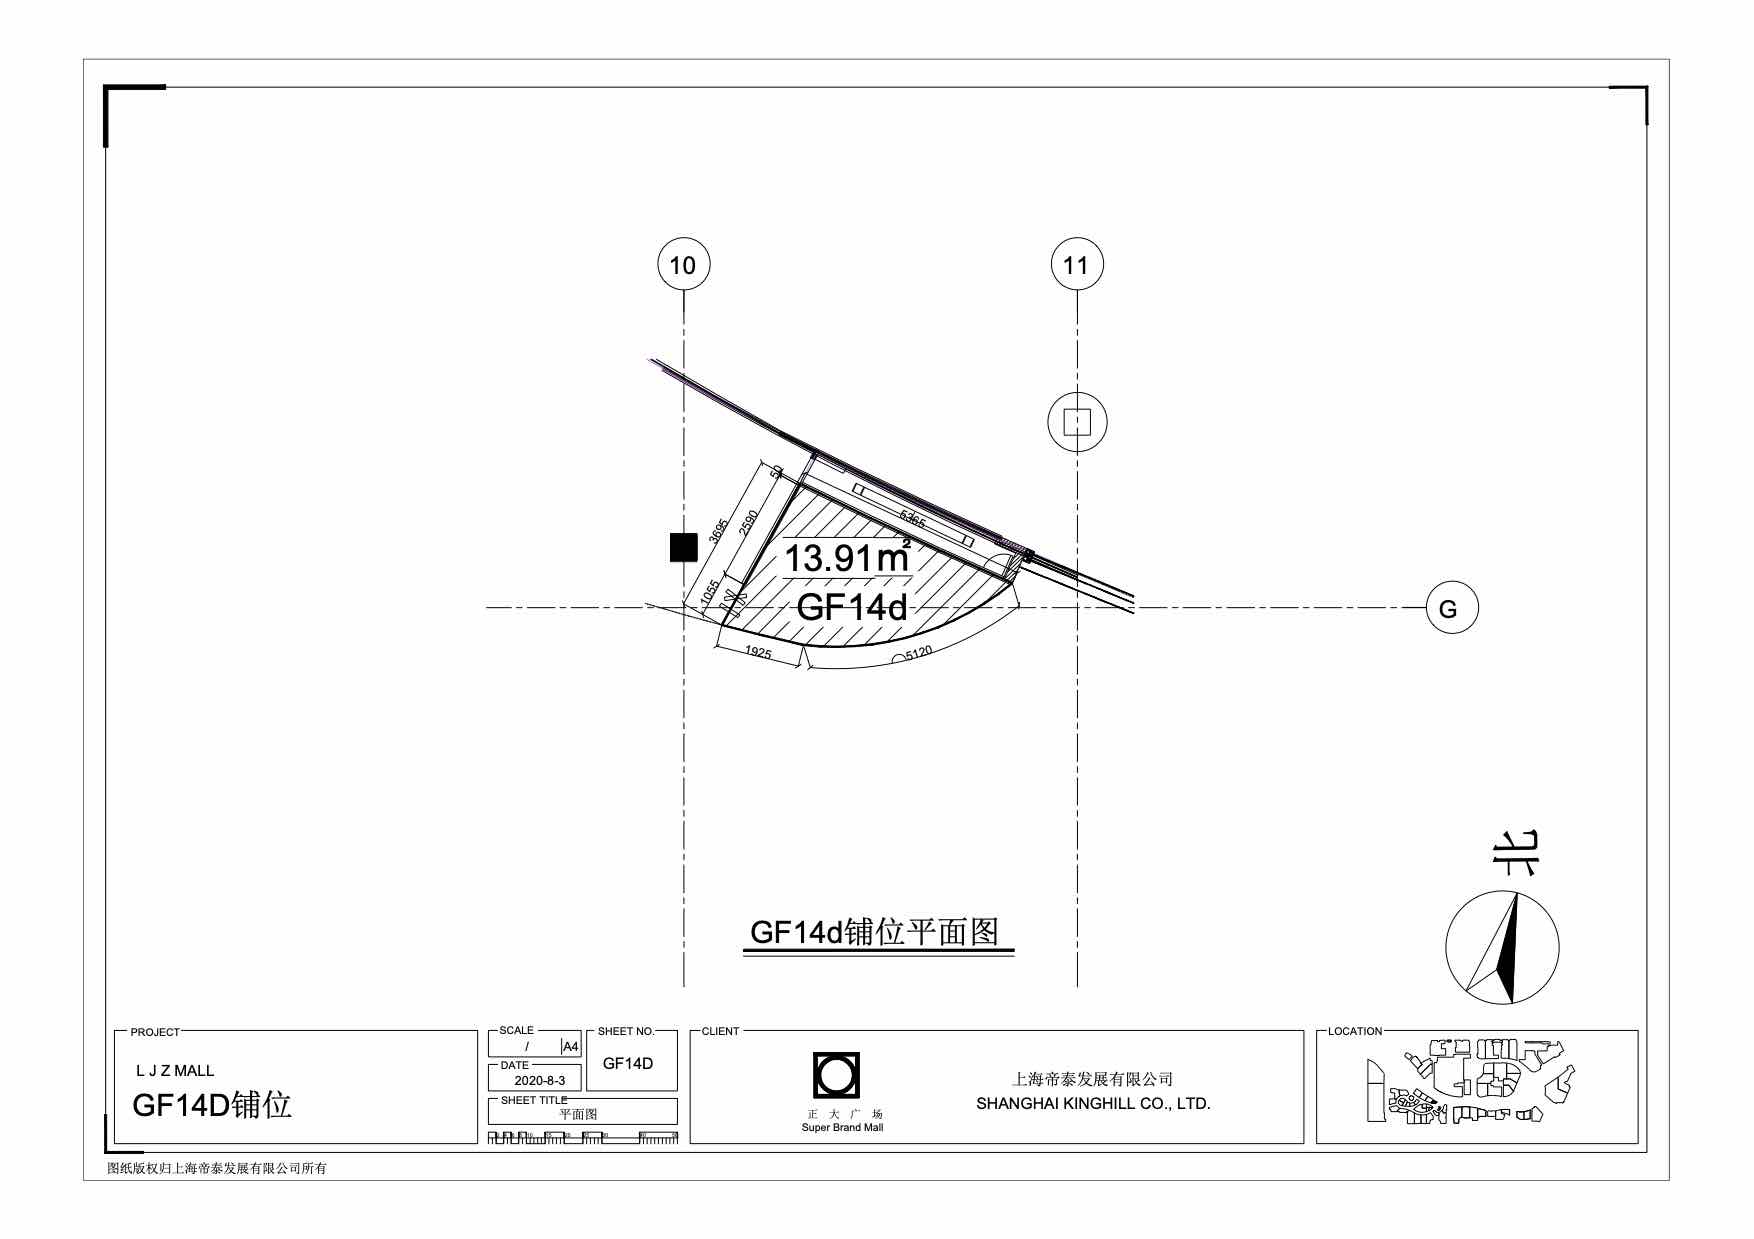 10
11
50
3695
2590
5365
13.91m²
1055
GF14d
G
1925
5120
北
GF14d铺位平面图
PROJECT
L J Z MALL
GF14D铺位
SCALE
/ A4
DATE
2020-8-3
SHEET NO.
GF14D
SHEET TITLE
平面图
CLIENT
正大广场
Super Brand Mall
上海帝泰发展有限公司
SHANGHAI KINGHILL CO., LTD.
LOCATION
图纸版权归上海帝泰发展有限公司所有